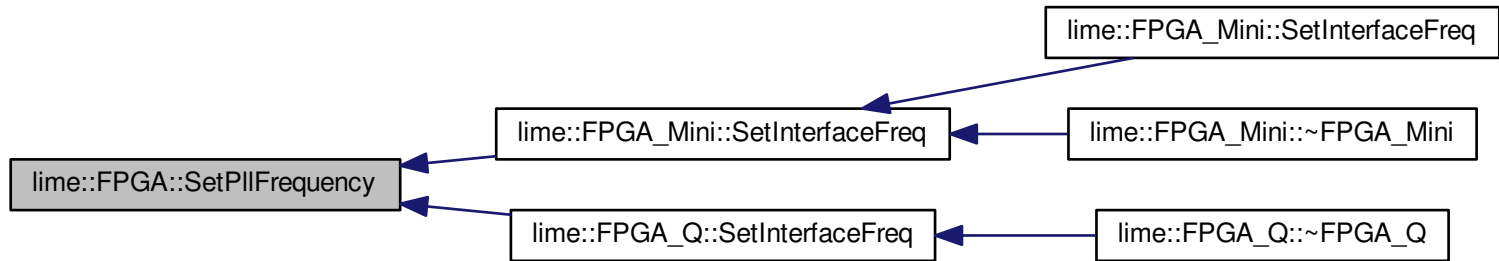 lime::FPGA_Mini::SetInterfaceFreq
lime::FPGA_Mini::SetInterfaceFreq
lime::FPGA_Mini::~FPGA_Mini
lime::FPGA::SetPllFrequency
lime::FPGA_Q::SetInterfaceFreq
lime::FPGA_Q::~FPGA_Q